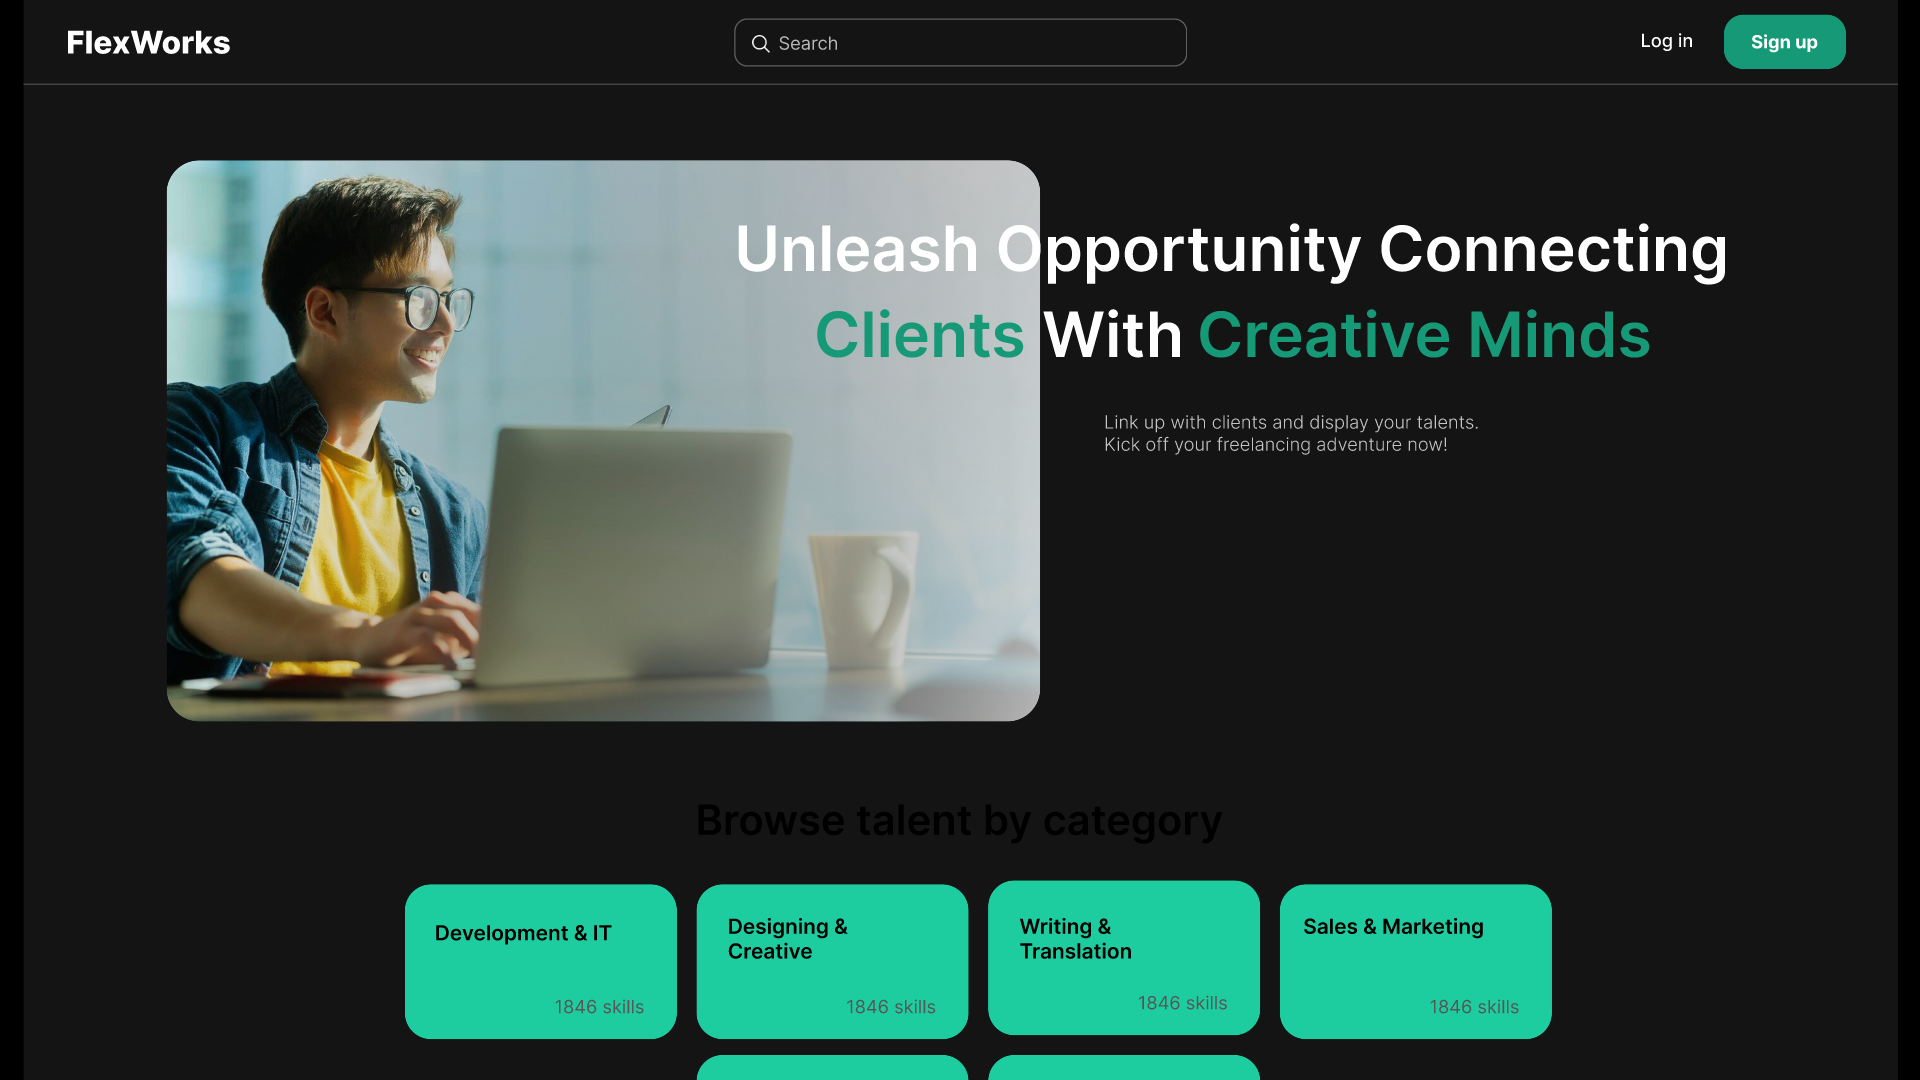 FlexWorks
Search
Log in
Sign up
Unleash Opportunity Connecting
Clients With Creative Minds
Link up with clients and display your talents.
Kick off your freelancing adventure now!
Browse talent by category
Development & IT
1846 skills
Designing &
Creative
1846 skills
Writing &
Translation
1846 skills
Sales & Marketing
1846 skills